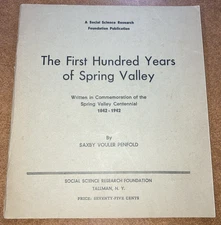 A Social Science Research
Foundation Publication
The First Hundred Years
of Spring Valley
Written in Commemoration of the
Spring Valley Centennial
1842-1942
By
SAXBY VOULER PENFOLD
SOCIAL SCIENCE RESEARCH FOUNDATION
TALLMAN, N. Y.
PRICE: SEVENTY-FIVE CENTS